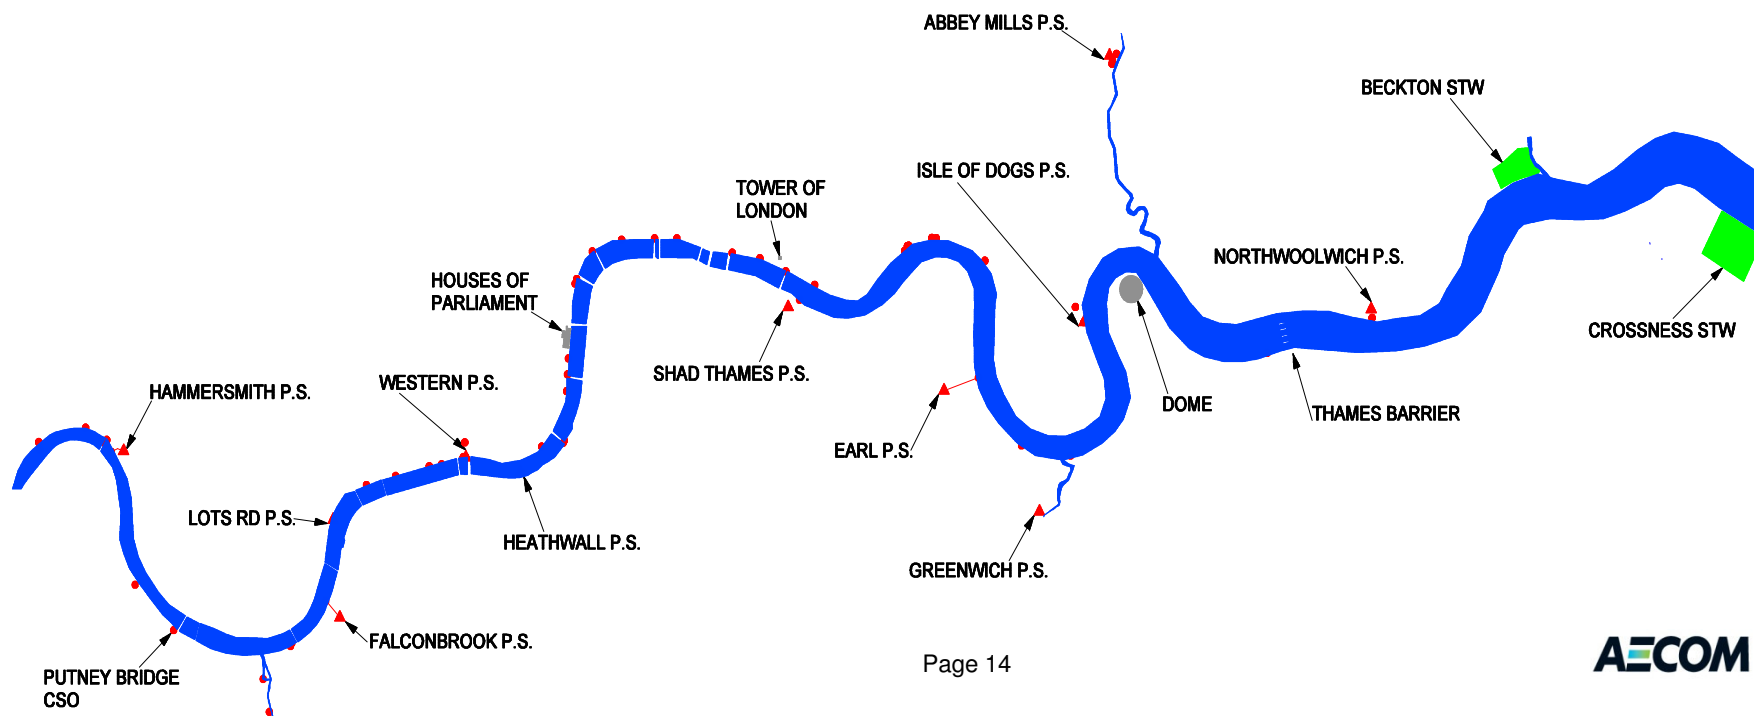 ABBEY MILLS P.S.
BECKTON STW
ISLE OF DOGS P.S.
TOWER OF
LONDON
NORTHWOOLWICH P.S.
HOUSES OF
PARLIAMENT
CROSSNESS STW
SHAD THAMES P.S.
WESTERN P.S.
HAMMERSMITH P.S.
DOME
THAMES BARRIER
EARL P.S.
LOTS RD P.S.
HEATHWALL P.S.
GREENWICH P.S.
FALCONBROOK P.S.
PUTNEY BRIDGE
CSO
Page 14
AECOM